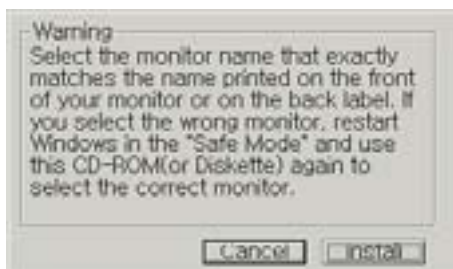 Warning
Select the monitor name that exactly
matches the name printed on the front
of your monitor or on the back label. If
you select the wrong monitor, restart
Windows in the "Safe Mode" and use
this CD-ROM(or Diskette) again to
select the correct monitor.
Cancel Install